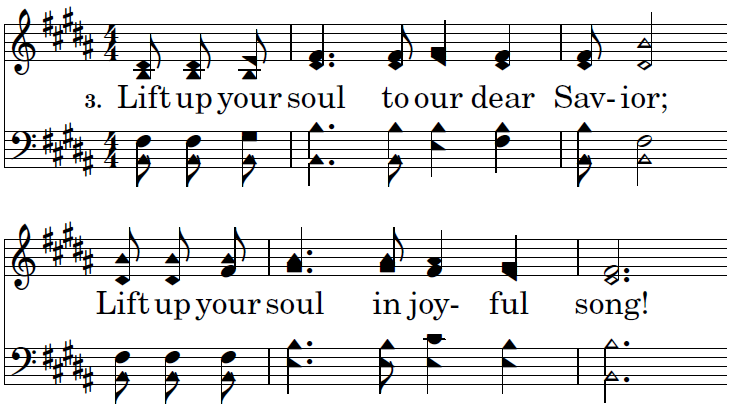 3. Lift up your soul to our dear Sav- ior;
Lift up your soul in joy- ful song!